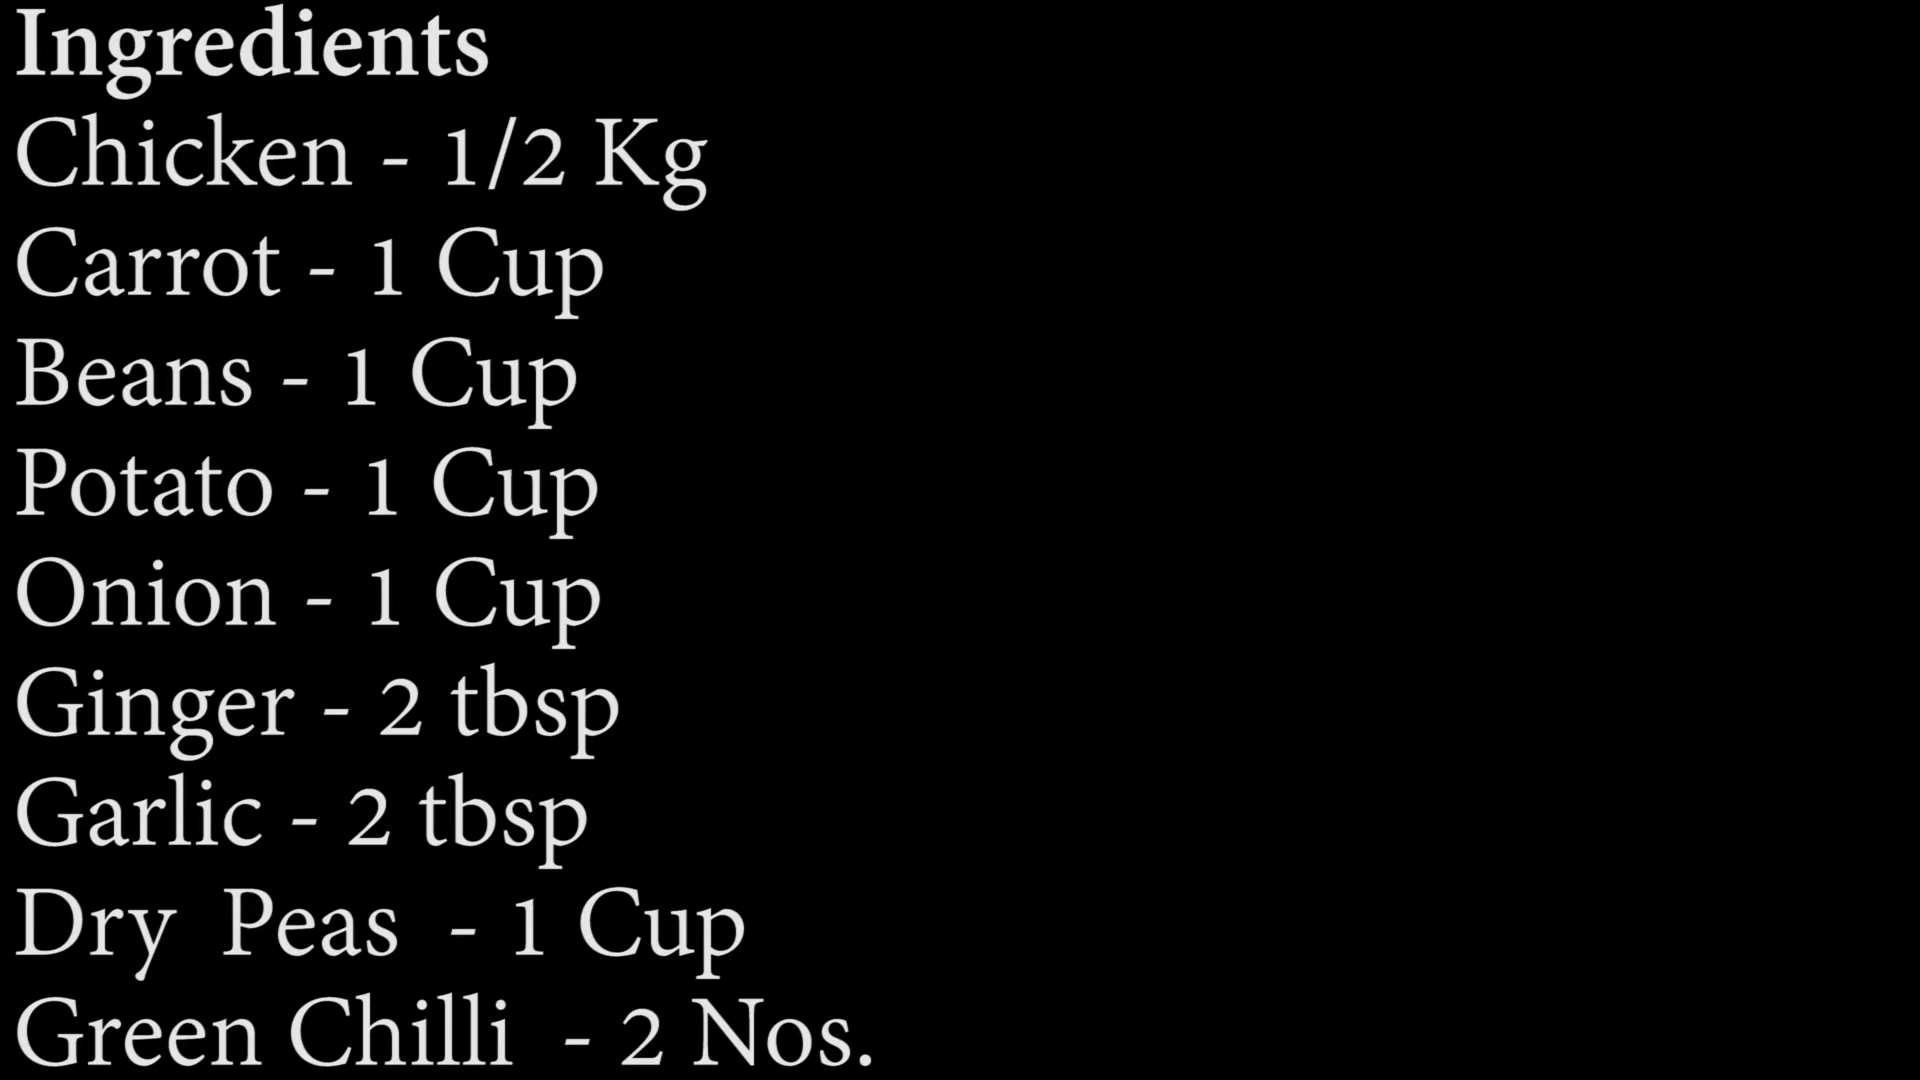 Ingredients
Chicken - 1/2 Kg
Carrot - 1 Cup
Beans - 1 Cup
Potato - 1 Cup
Onion - 1 Cup
Ginger - 2 tbsp
Garlic - 2 tbsp
Dry  Peas  - 1 Cup
Green Chilli  - 2 Nos.